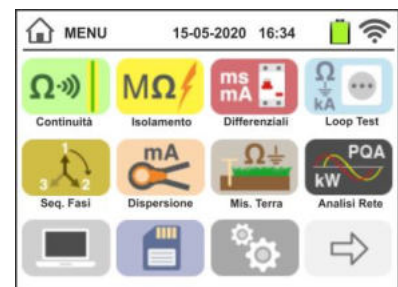 MENU 15-05-2020 16:34
Ω MΩ ms mA Ω kA
Continuità Isolamento Differenziali Loop Test
1 2 3 mA Ω PQA kW
Seq. Fasi Dispersione Mis. Terra Analisi Rete